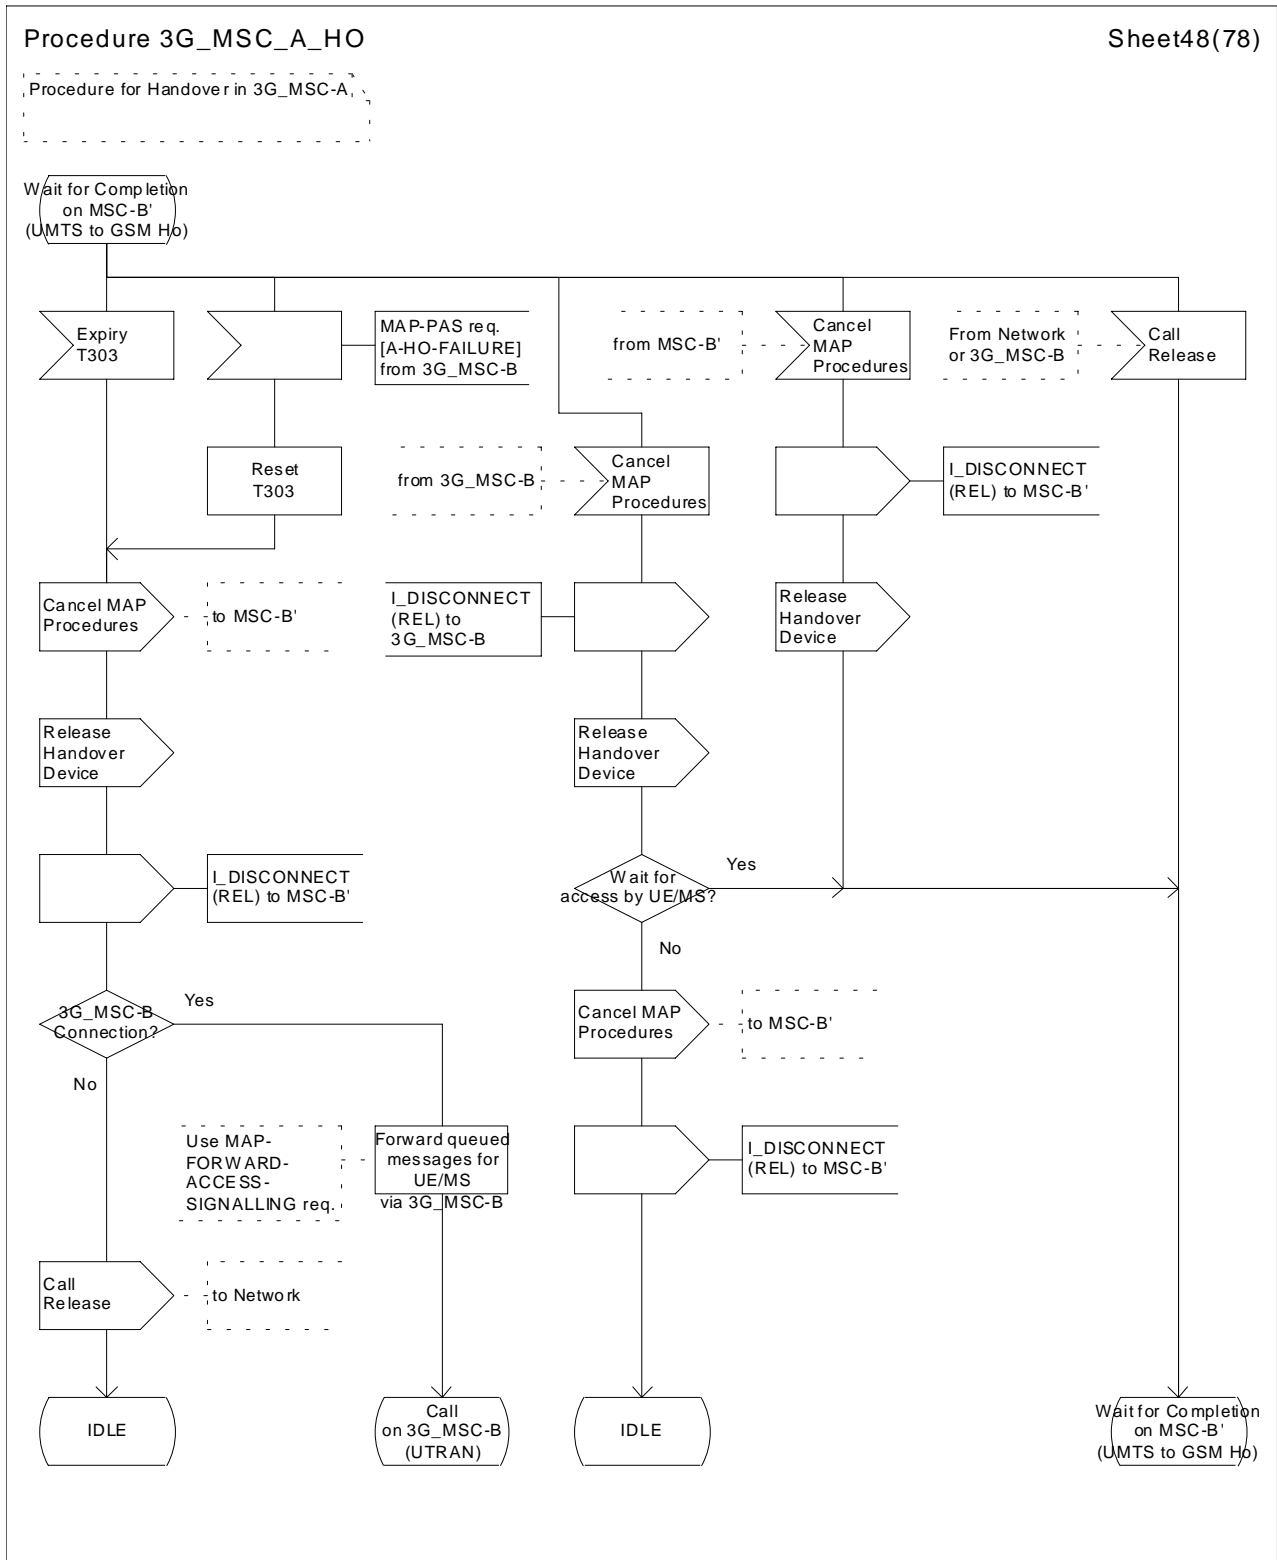 Procedure 3G_MSC_A_HO
Sheet48(78)
Procedure for Handover in 3G_MSC-A
Wait for Completion
on MSC-B'
(UMTS to GSM Ho)
Expiry
T303
MAP-PAS req.
[A-HO-FAILURE]
from 3G_MSC-B
from MSC-B'
Cancel
MAP
Procedures
From Network
or 3G_MSC-B
Call
Release
Reset
T303
from 3G_MSC-B
Cancel
MAP
Procedures
I_DISCONNECT
(REL) to MSC-B'
Cancel MAP
Procedures
to MSC-B'
I_DISCONNECT
(REL) to
3G_MSC-B
Release
Handover
Device
Release
Handover
Device
Release
Handover
Device
I_DISCONNECT
(REL) to MSC-B'
Wait for
access by UE/MS?
Yes
No
3G_MSC-B
Connection?
Yes
No
Cancel MAP
Procedures
to MSC-B'
Use MAP-
FORWARD-
ACCESS-
SIGNALLING req.
Forward queued
messages for
UE/MS
via 3G_MSC-B
I_DISCONNECT
(REL) to MSC-B'
Call
Release
to Network
IDLE
Call
on 3G_MSC-B
(UTRAN)
IDLE
Wait for Completion
on MSC-B'
(UMTS to GSM Ho)